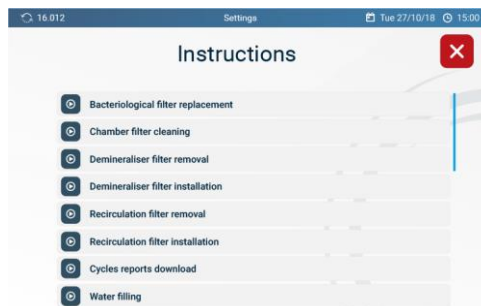 16.012 Settings Tue 27/10/18 15:00
Instructions
Bacteriological filter replacement
Chamber filter cleaning
Demineraliser filter removal
Demineraliser filter installation
Recirculation filter removal
Recirculation filter installation
Cycles reports download
Water filling